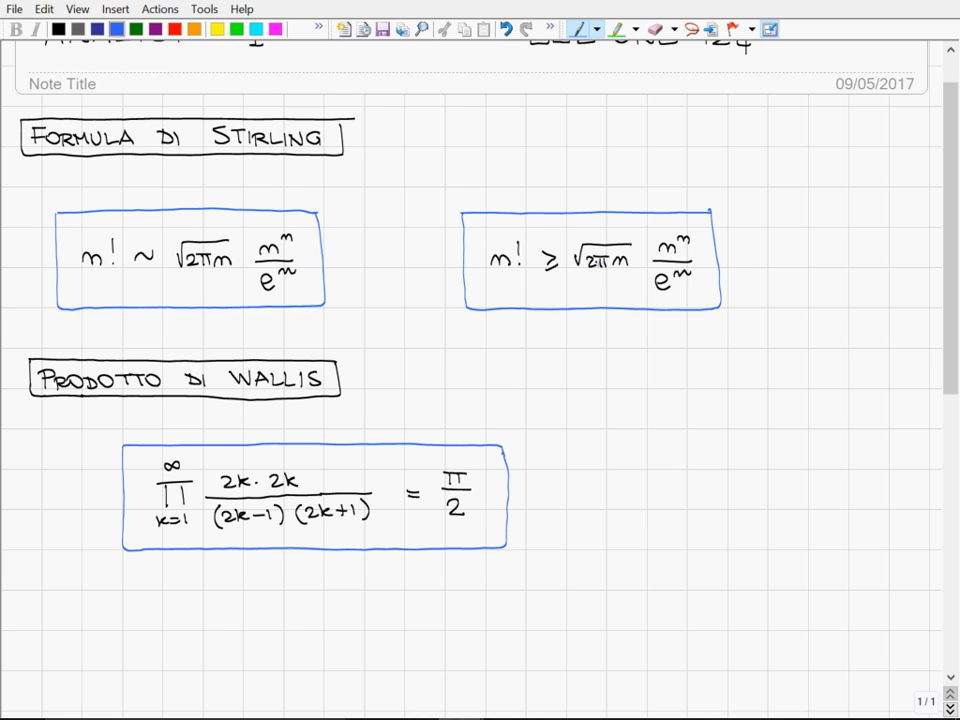 File Edit View Insert Actions Tools Help
B I
Note Title 09/05/2017
FORMULA DI STIRLING
n! ~ √2πn n^n/e^n n! ≥ √2πn n^n/e^n
PRODOTTO DI WALLIS
∞∏k=1 2k · 2k/(2k-1)(2k+1) = π/2
1/1